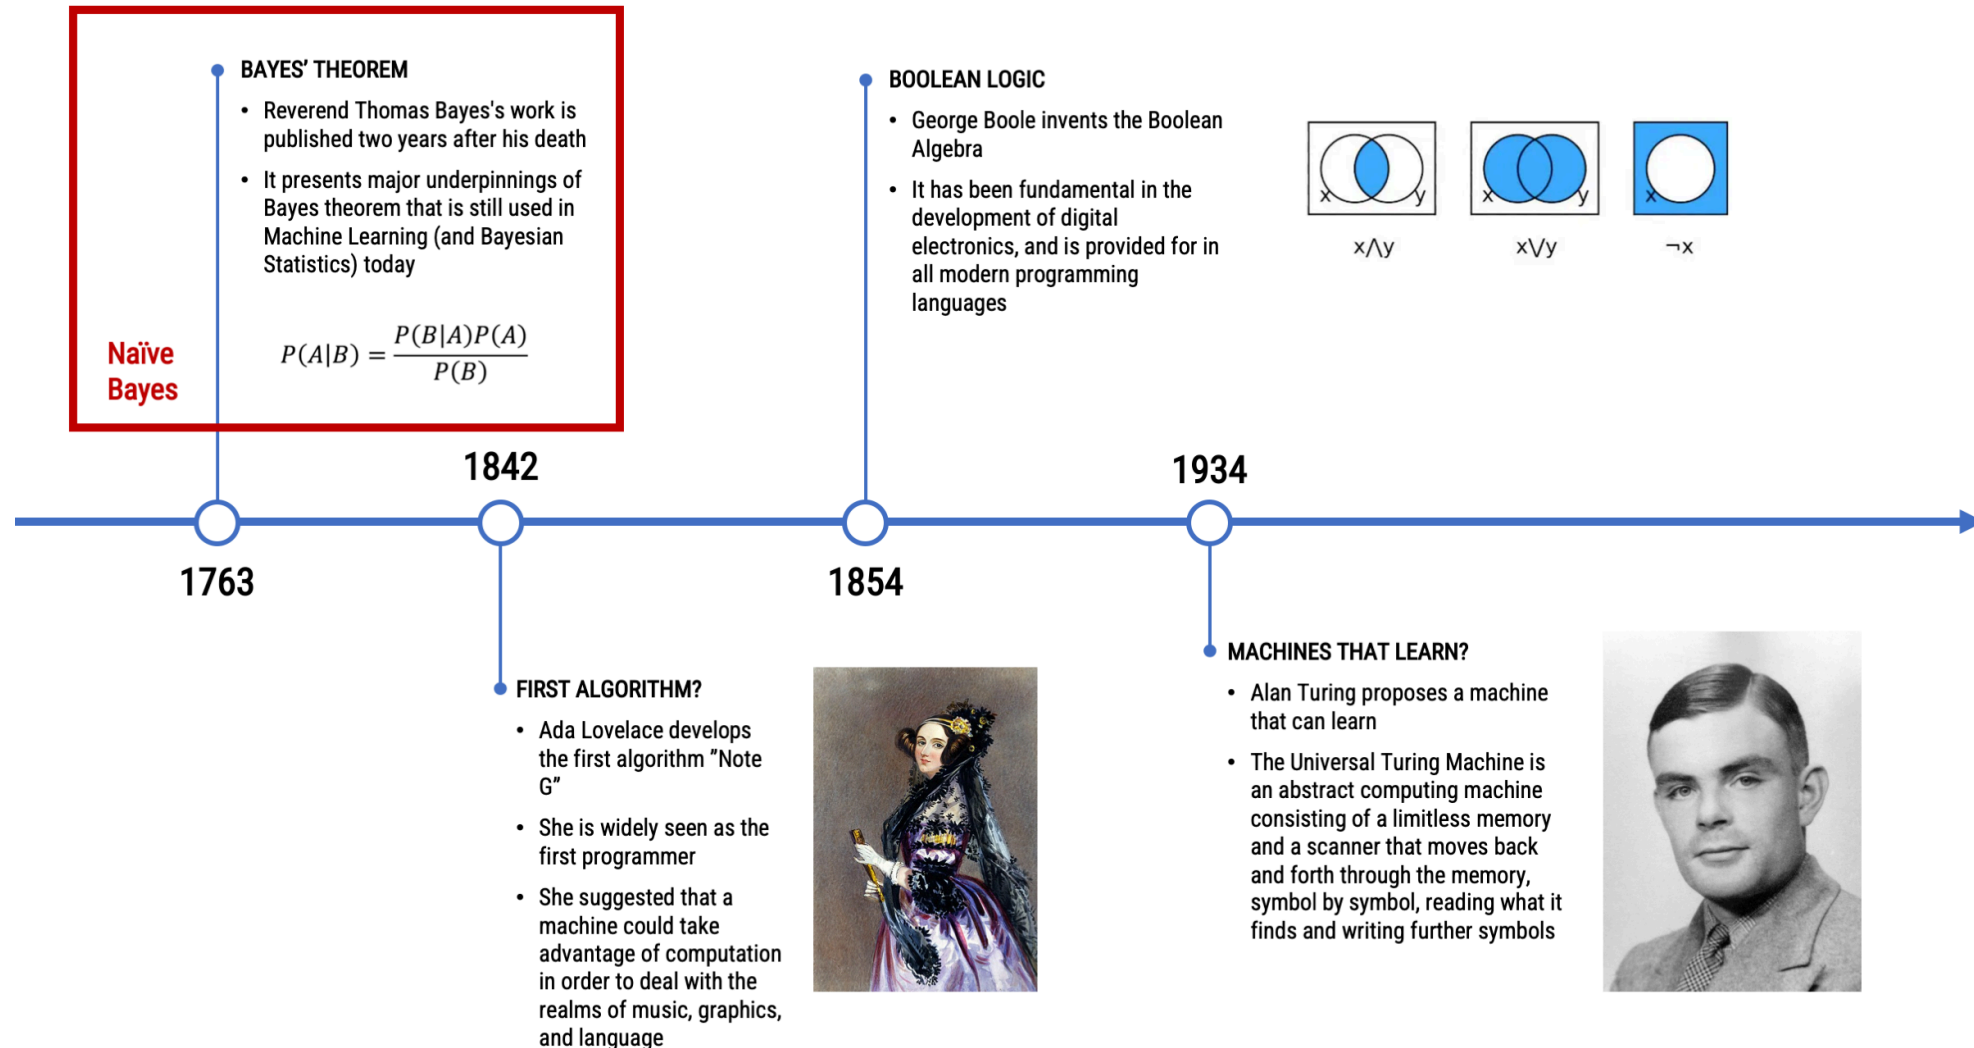 BAYES’ THEOREM
• Reverend Thomas Bayes's work is
published two years after his death
• It presents major underpinnings of
Bayes theorem that is still used in
Machine Learning (and Bayesian
Statistics) today
P(A|B) = P(B|A)P(A) / P(B)
Naïve
Bayes
BOOLEAN LOGIC
• George Boole invents the Boolean
Algebra
• It has been fundamental in the
development of digital
electronics, and is provided for in
all modern programming
languages
x y
x y
x
x⋀y
x⋁y
¬x
1842
1934
1763
1854
FIRST ALGORITHM?
• Ada Lovelace develops
the first algorithm ”Note
G”
• She is widely seen as the
first programmer
• She suggested that a
machine could take
advantage of computation
in order to deal with the
realms of music, graphics,
and language
MACHINES THAT LEARN?
• Alan Turing proposes a machine
that can learn
• The Universal Turing Machine is
an abstract computing machine
consisting of a limitless memory
and a scanner that moves back
and forth through the memory,
symbol by symbol, reading what it
finds and writing further symbols